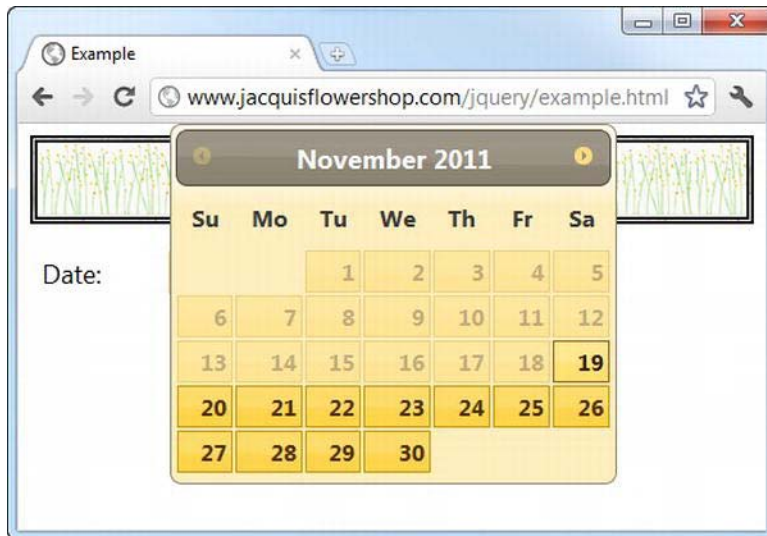 Example
www.jacquisflowershop.com/jquery/example.html
November 2011
Su Mo Tu We Th Fr Sa
Date:
1 2 3 4 5
6 7 8 9 10 11 12
13 14 15 16 17 18 19
20 21 22 23 24 25 26
27 28 29 30